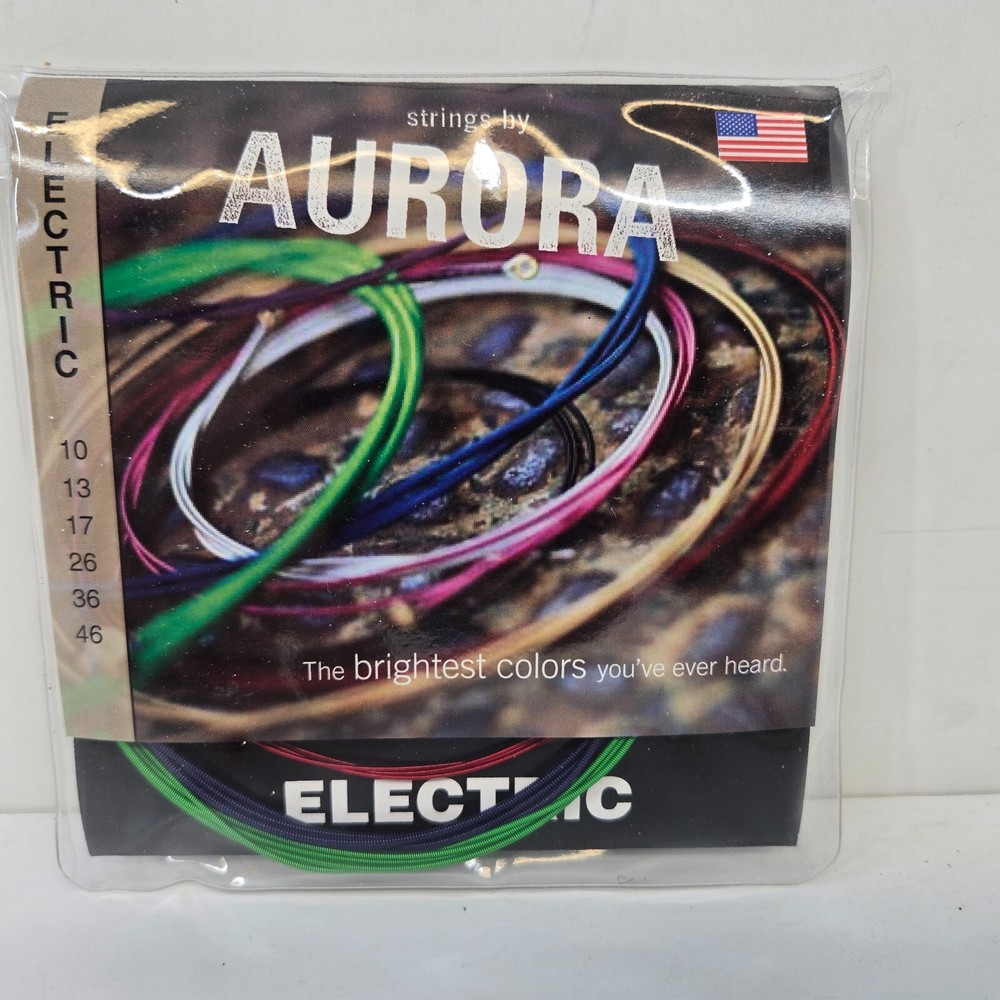 strings by
AURORA
ELECTRIC
10
13
17
26
36
46
The brightest colors you've ever heard.
ELECTRIC